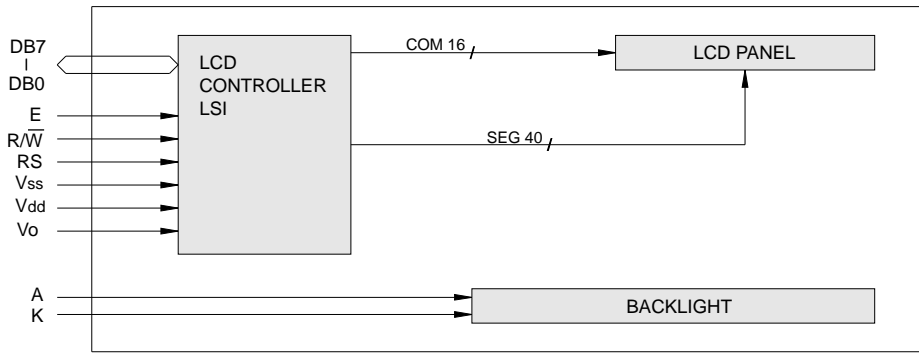 DB7
DB0
E
R/W̅
RS
Vss
Vdd
Vo
A
K
LCD
CONTROLLER
LSI
COM 16
SEG 40
LCD PANEL
BACKLIGHT